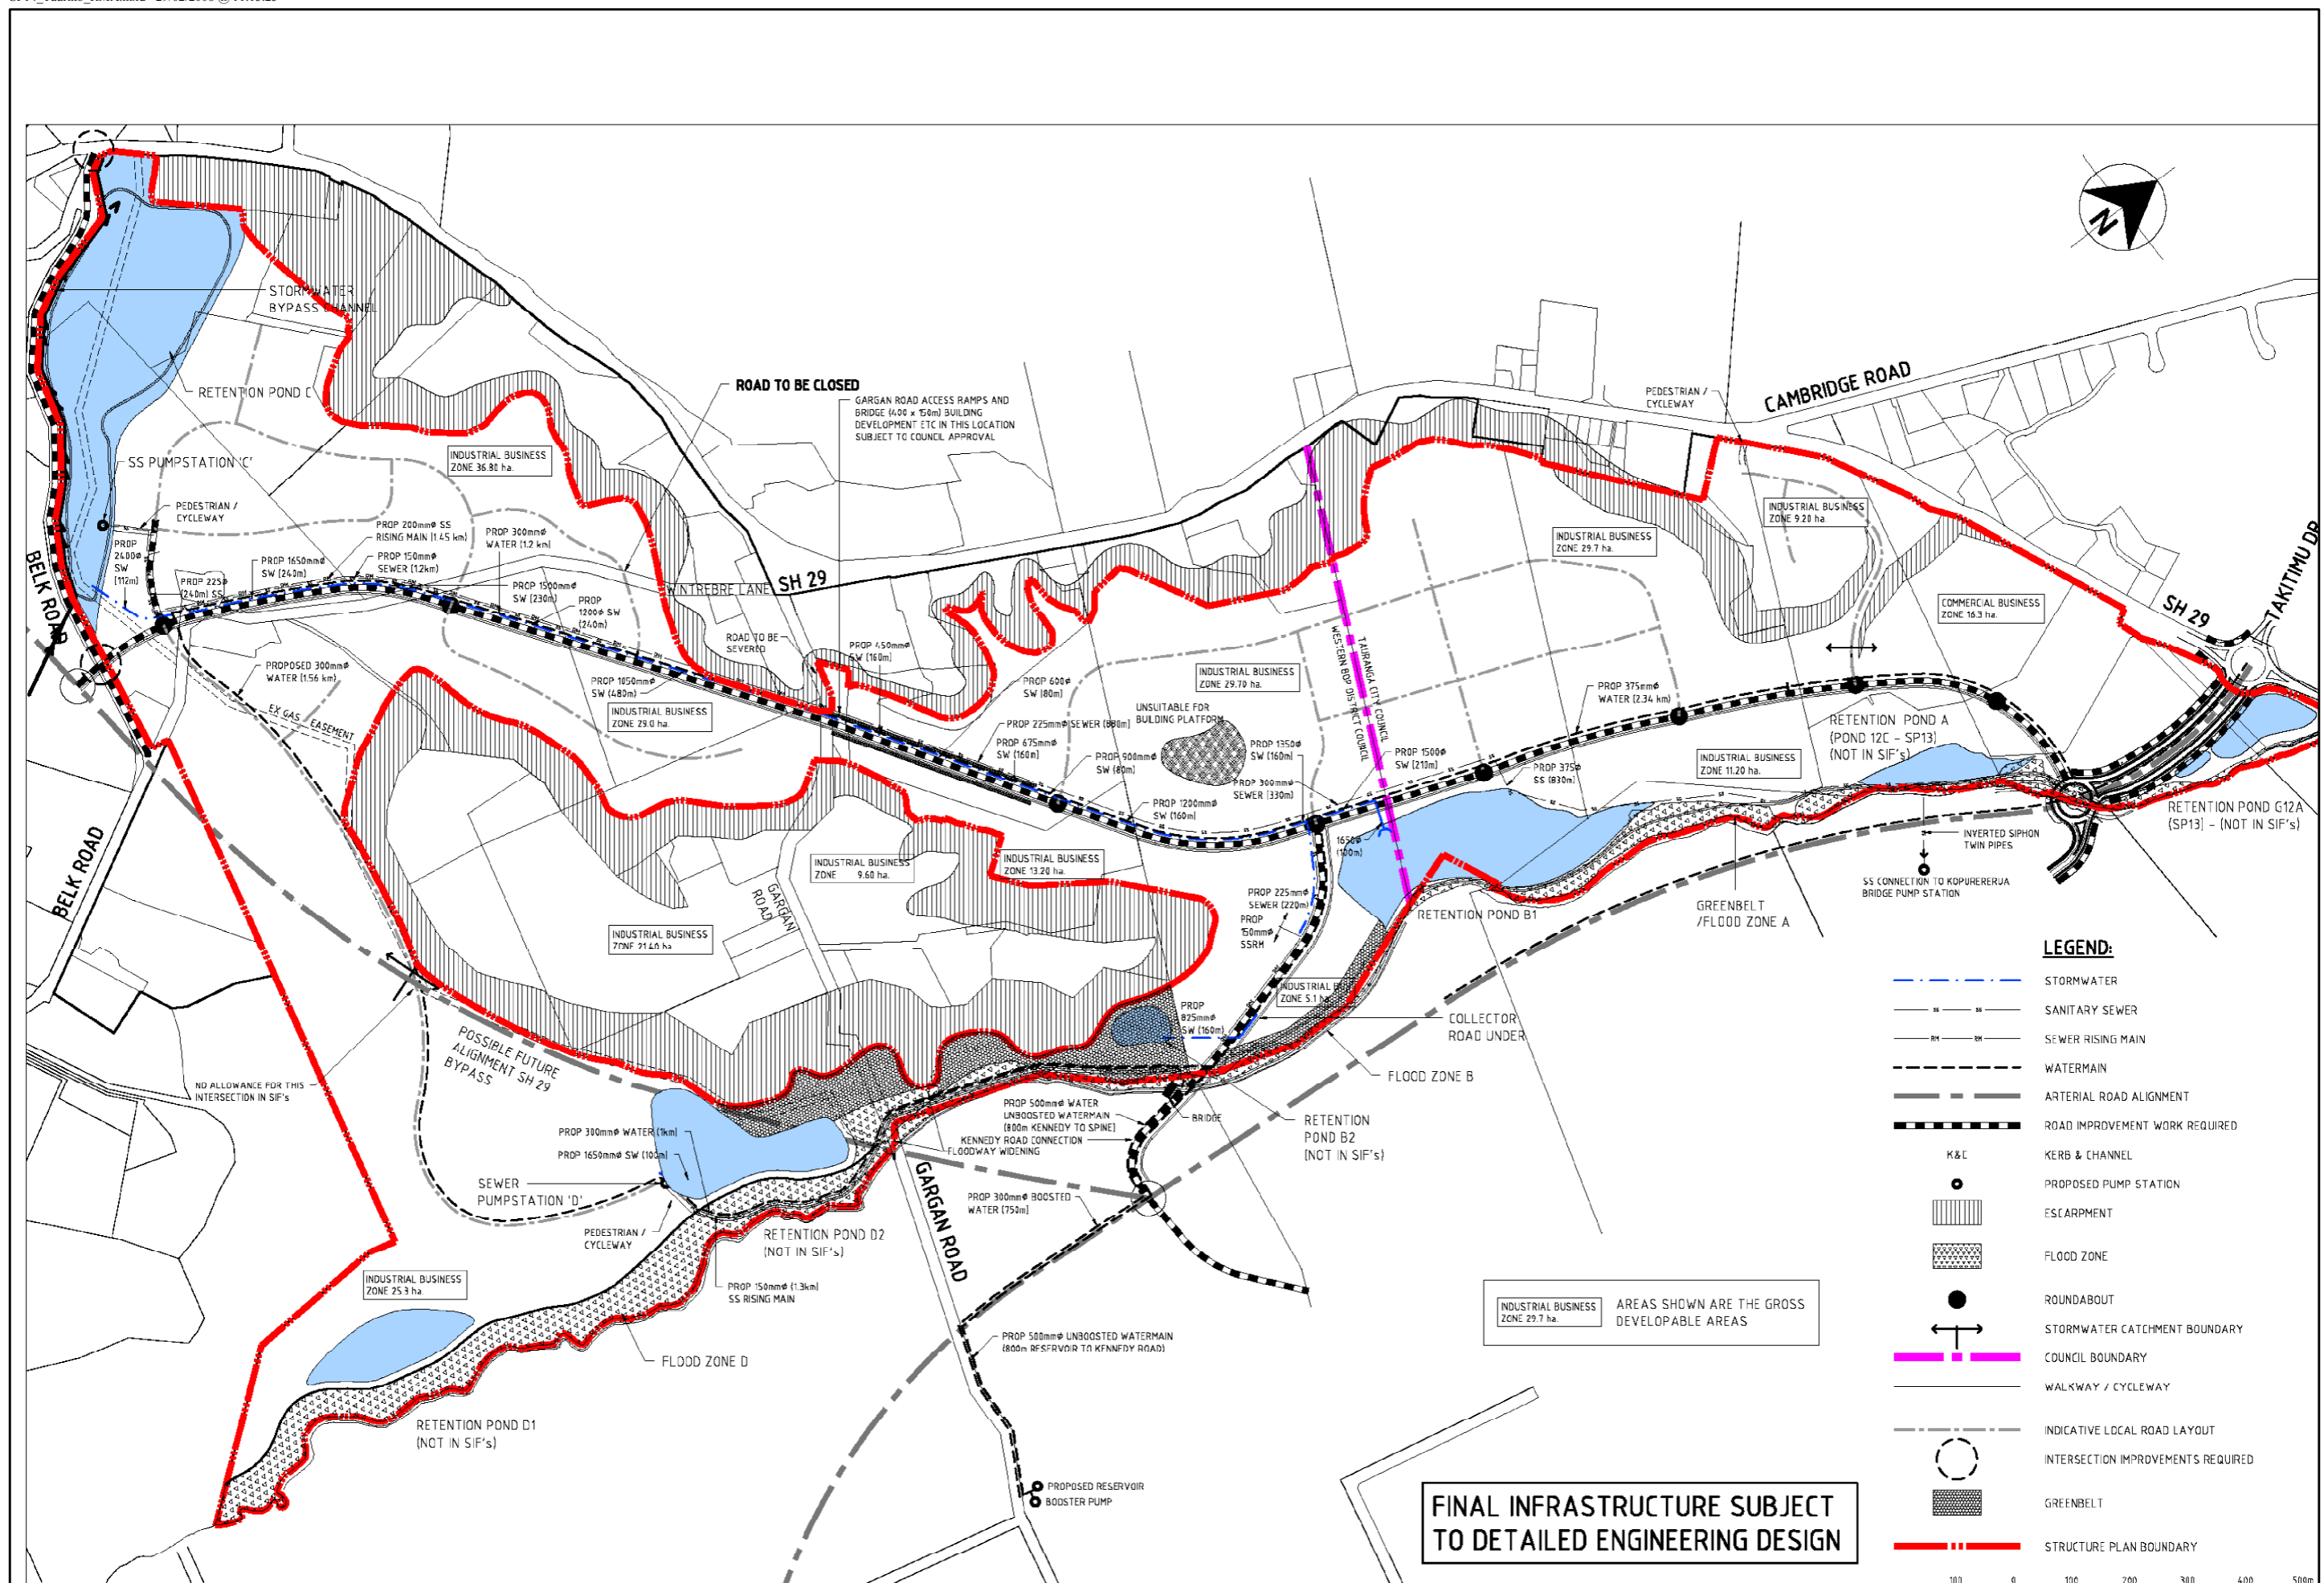 STORMWATER
BYPASS CHANNEL
RETENTION POND C
SS PUMPSTATION 'C'
PEDESTRIAN /
CYCLEWAY
PROP
2400ø
SW
(112m)
PROP 225ø
(240m) SS
PROP 1650mmø
SW (240m)
PROP 200mmø SS
RISING MAIN (1.45 km)
PROP 150mmø
SEWER (1.2km)
PROP 300mmø
WATER (1.2 km)
PROP 1500mmø
SW (230m)
PROP
1200ø SW
(240m)
INDUSTRIAL BUSINESS
ZONE 36.80 ha.
ROAD TO BE CLOSED
GARGAN ROAD ACCESS RAMPS AND
BRIDGE (400 x 150m) BUILDING
DEVELOPMENT ETC IN THIS LOCATION
SUBJECT TO COUNCIL APPROVAL
WINTREBRE LANE
SH 29
ROAD TO BE
SEVERED
PROP 450mmø
SW (160m)
PROP 1050mmø
SW (480m)
INDUSTRIAL BUSINESS
ZONE 29.0 ha.
PROP 600ø
SW (80m)
PROP 225mmø SEWER (880m)
PROP 675mmø
SW (160m)
PROP 900mmø
SW (80m)
PROP 1200mmø
SW (160m)
UNSUITABLE FOR
BUILDING PLATFORM
INDUSTRIAL BUSINESS
ZONE 29.70 ha.
PROP 1350ø
SW (160m)
PROP 300mmø
SEWER (330m)
TAURANGA CITY COUNCIL
WESTERN BOP DISTRICT COUNCIL
PROP 1500ø
SW (210m)
1650ø
(100m)
PROP 375ø
SS (830m)
PROP 375mmø
WATER (2.34 km)
INDUSTRIAL BUSINESS
ZONE 29.7 ha.
INDUSTRIAL BUSINESS
ZONE 9.20 ha.
PEDESTRIAN /
CYCLEWAY
CAMBRIDGE ROAD
COMMERCIAL BUSINESS
ZONE 16.3 ha.
SH 29
TAKITIMU DR
N
INDUSTRIAL BUSINESS
ZONE 11.20 ha.
RETENTION POND A
(POND 12C - SP13)
(NOT IN SIF's)
RETENTION POND G12A
(SP13) - (NOT IN SIF's)
INVERTED SIPHON
TWIN PIPES
SS CONNECTION TO KOPURERERUA
BRIDGE PUMP STATION
GREENBELT
/FLOOD ZONE A
RETENTION POND B1
BELK ROAD
BELK ROAD
PROPOSED 300mmø
WATER (1.56 km)
EX GAS EASEMENT
INDUSTRIAL BUSINESS
ZONE 9.60 ha.
INDUSTRIAL BUSINESS
ZONE 13.20 ha.
GARGAN
ROAD
INDUSTRIAL BUSINESS
ZONE 21.40 ha
PROP 225mmø
SEWER (220m)
PROP
150mmø
SSRM
INDUSTRIAL B
ZONE 5.1 ha
PROP
825mmø
SW (160m)
COLLECTOR
ROAD UNDER
FLOOD ZONE B
RETENTION
POND B2
(NOT IN SIF's)
BRIDGE
PROP 500mmø WATER
UNBOOSTED WATERMAIN
(800m KENNEDY TO SPINE)
KENNEDY ROAD CONNECTION
FLOODWAY WIDENING
PROP 300mmø BOOSTED
WATER (750m)
GARGAN ROAD
POSSIBLE FUTURE
ALIGNMENT SH 29
BYPASS
NO ALLOWANCE FOR THIS
INTERSECTION IN SIF's
PROP 300mmø WATER (1km)
PROP 1650mmø SW (100m)
SEWER
PUMPSTATION 'D'
PEDESTRIAN /
CYCLEWAY
RETENTION POND D2
(NOT IN SIF's)
PROP 150mmø (1.3km)
SS RISING MAIN
INDUSTRIAL BUSINESS
ZONE 25.3 ha.
FLOOD ZONE D
RETENTION POND D1
(NOT IN SIF's)
PROP 500mmø UNBOOSTED WATERMAIN
(800m RESERVOIR TO KENNEDY ROAD)
PROPOSED RESERVOIR
BOOSTER PUMP
INDUSTRIAL BUSINESS
ZONE 29.7 ha.
AREAS SHOWN ARE THE GROSS
DEVELOPABLE AREAS
FINAL INFRASTRUCTURE SUBJECT
TO DETAILED ENGINEERING DESIGN
LEGEND:
STORMWATER
SANITARY SEWER
SEWER RISING MAIN
WATERMAIN
ARTERIAL ROAD ALIGNMENT
ROAD IMPROVEMENT WORK REQUIRED
K&C KERB & CHANNEL
PROPOSED PUMP STATION
ESCARPMENT
FLOOD ZONE
ROUNDABOUT
STORMWATER CATCHMENT BOUNDARY
COUNCIL BOUNDARY
WALKWAY / CYCLEWAY
INDICATIVE LOCAL ROAD LAYOUT
INTERSECTION IMPROVEMENTS REQUIRED
GREENBELT
STRUCTURE PLAN BOUNDARY
100 0 100 200 300 400 500m